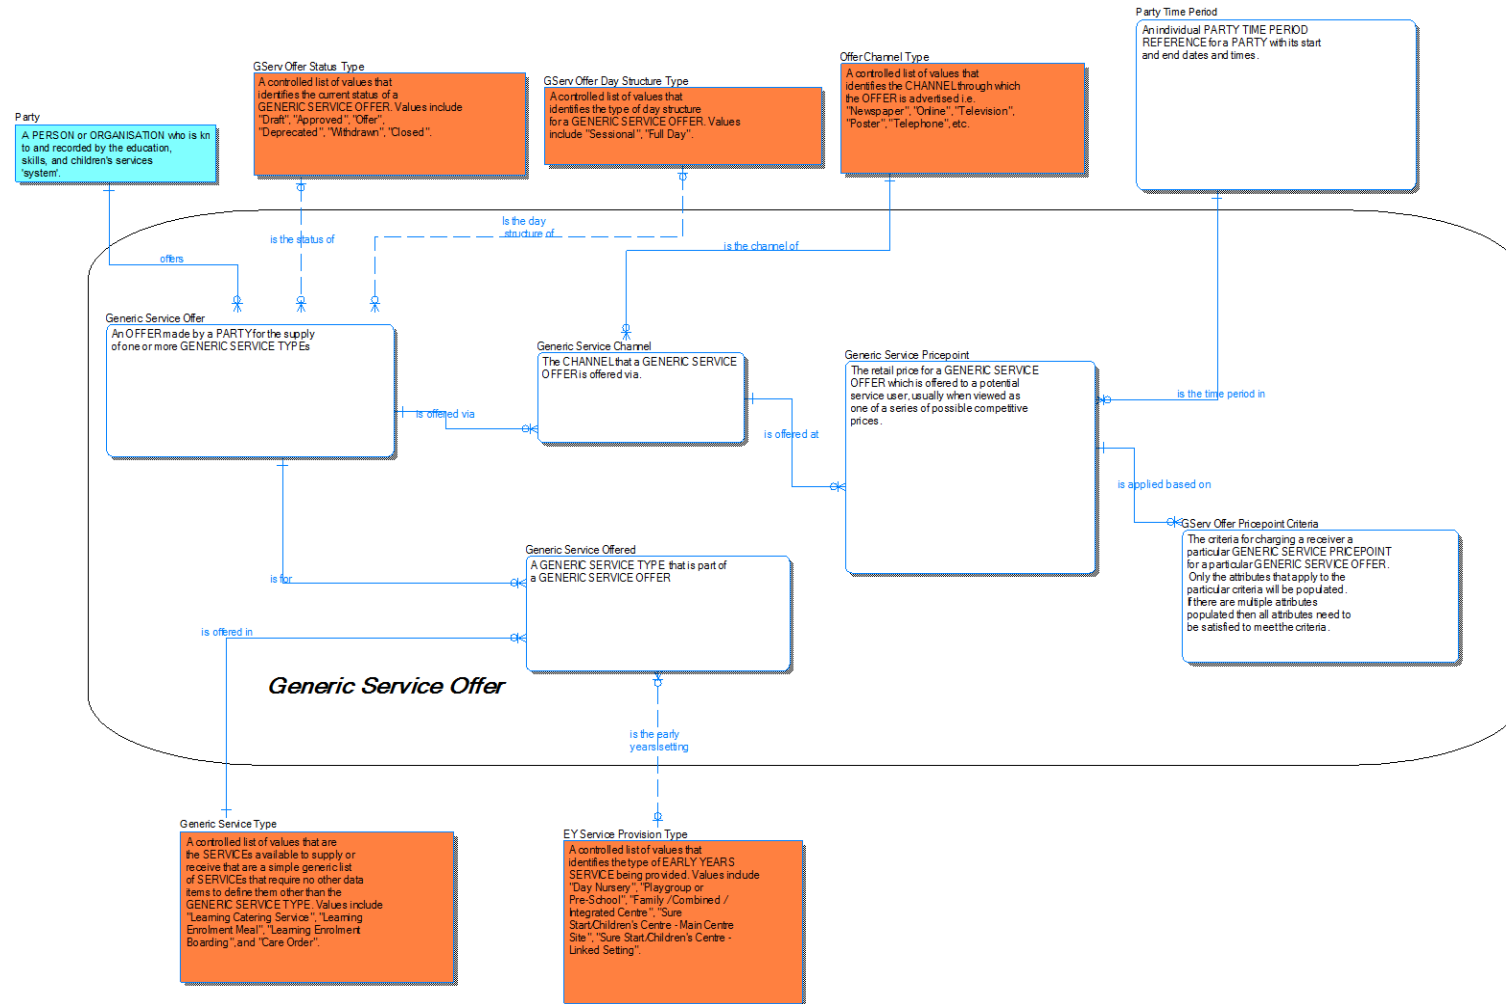 Party Time Period
An individual PARTY TIME PERIOD
REFERENCE for a PARTY with its start
and end dates and times.
GServ Offer Status Type
A controlled list of values that
identifies the current status of a
GENERIC SERVICE OFFER. Values include
"Draft", "Approved", "Offer",
"Deprecated", "Withdrawn", "Closed".
GServ Offer Day Structure Type
A controlled list of values that
identifies the type of day structure
for a GENERIC SERVICE OFFER. Values
include "Sessional", "Full Day".
Offer Channel Type
A controlled list of values that
identifies the CHANNEL through which
the OFFER is advertised i.e.
"Newspaper", "Online", "Television",
"Poster", "Telephone", etc.
Party
A PERSON or ORGANISATION who is kn
to and recorded by the education,
skills, and children's services
'system'.
is the status of
Is the day
structure of
is the channel of
offers
Generic Service Offer
An OFFER made by a PARTY for the supply
of one or more GENERIC SERVICE TYPEs
Generic Service Channel
The CHANNEL that a GENERIC SERVICE
OFFER is offered via.
Generic Service Pricepoint
The retail price for a GENERIC SERVICE
OFFER which is offered to a potential
service user, usually when viewed as
one of a series of possible competitive
prices.
is the time period in
is offered via
is offered at
is applied based on
GServ Offer Pricepoint Criteria
The criteria for charging a receiver a
particular GENERIC SERVICE PRICEPOINT
for a particular GENERIC SERVICE OFFER.
Only the attributes that apply to the
particular criteria will be populated.
If there are multiple attributes
populated then all attributes need to
be satisfied to meet the criteria.
Generic Service Offered
A GENERIC SERVICE TYPE that is part of
a GENERIC SERVICE OFFER
is for
is offered in
Generic Service Offer
is the early
years setting
Generic Service Type
A controlled list of values that are
the SERVICEs available to supply or
receive that are a simple generic list
of SERVICEs that require no other data
items to define them other than the
GENERIC SERVICE TYPE. Values include
"Learning Catering Service", "Learning
Enrolment Meal", "Learning Enrolment
Boarding", and "Care Order".
EY Service Provision Type
A controlled list of values that
identifies the type of EARLY YEARS
SERVICE being provided. Values include
"Day Nursery", "Playgroup or
Pre-School", "Family / Combined /
Integrated Centre", "Sure
Start/Children's Centre - Main Centre
Site", "Sure Start/Children's Centre -
Linked Setting".